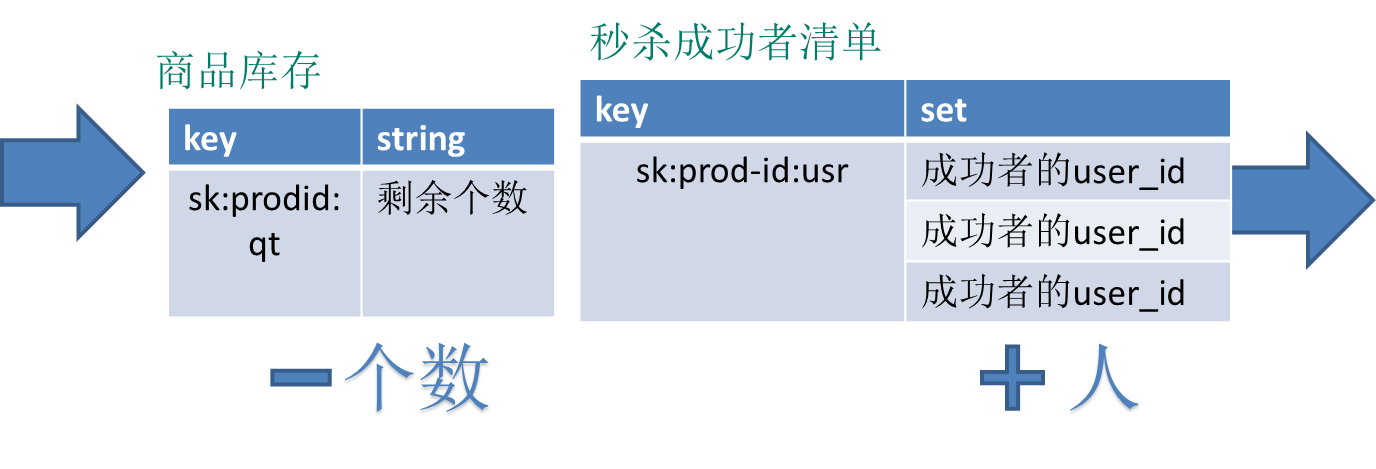 商品库存
key string
sk:prodid: 剩余个数
qt
个数
秒杀成功者清单
key set
sk:prod-id:usr 成功者的user_id
成功者的user_id
成功者的user_id
人